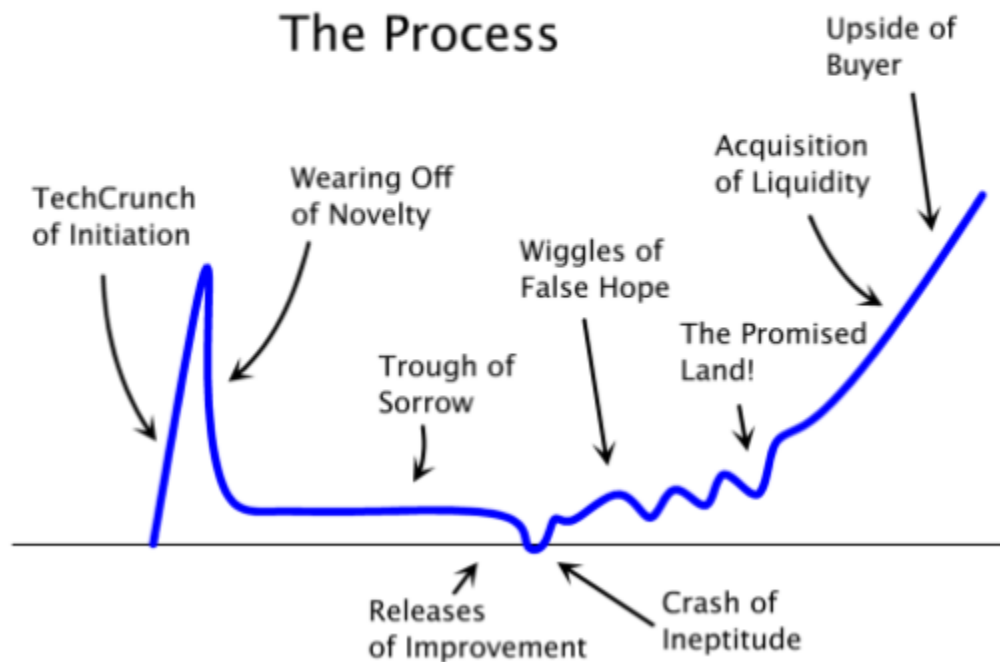 The Process
Upside of
Buyer
Acquisition
of Liquidity
Wearing Off
of Novelty
TechCrunch
of Initiation
Wiggles of
False Hope
The Promised
Land!
Trough of
Sorrow
Releases
of Improvement
Crash of
Ineptitude